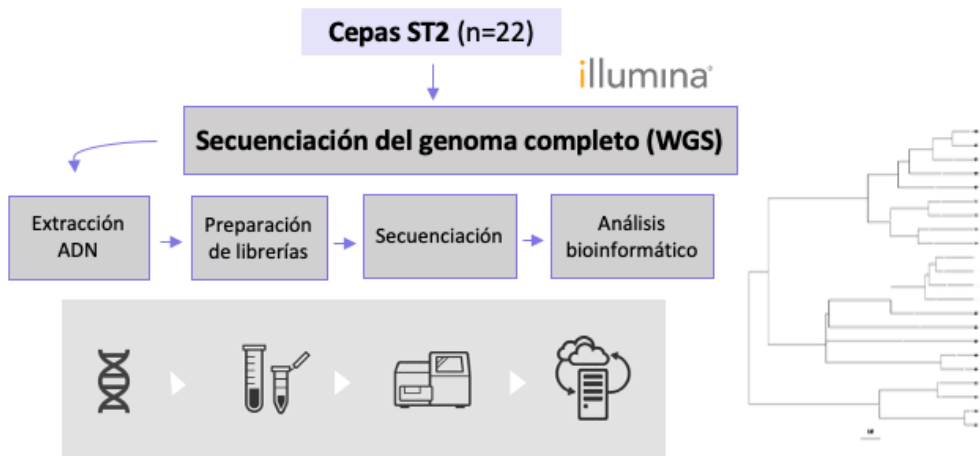 Cepas ST2 (n=22)
illumina®
Secuenciación del genoma completo (WGS)
Extracción
ADN
Preparación
de librerías
Secuenciación
Análisis
bioinformático